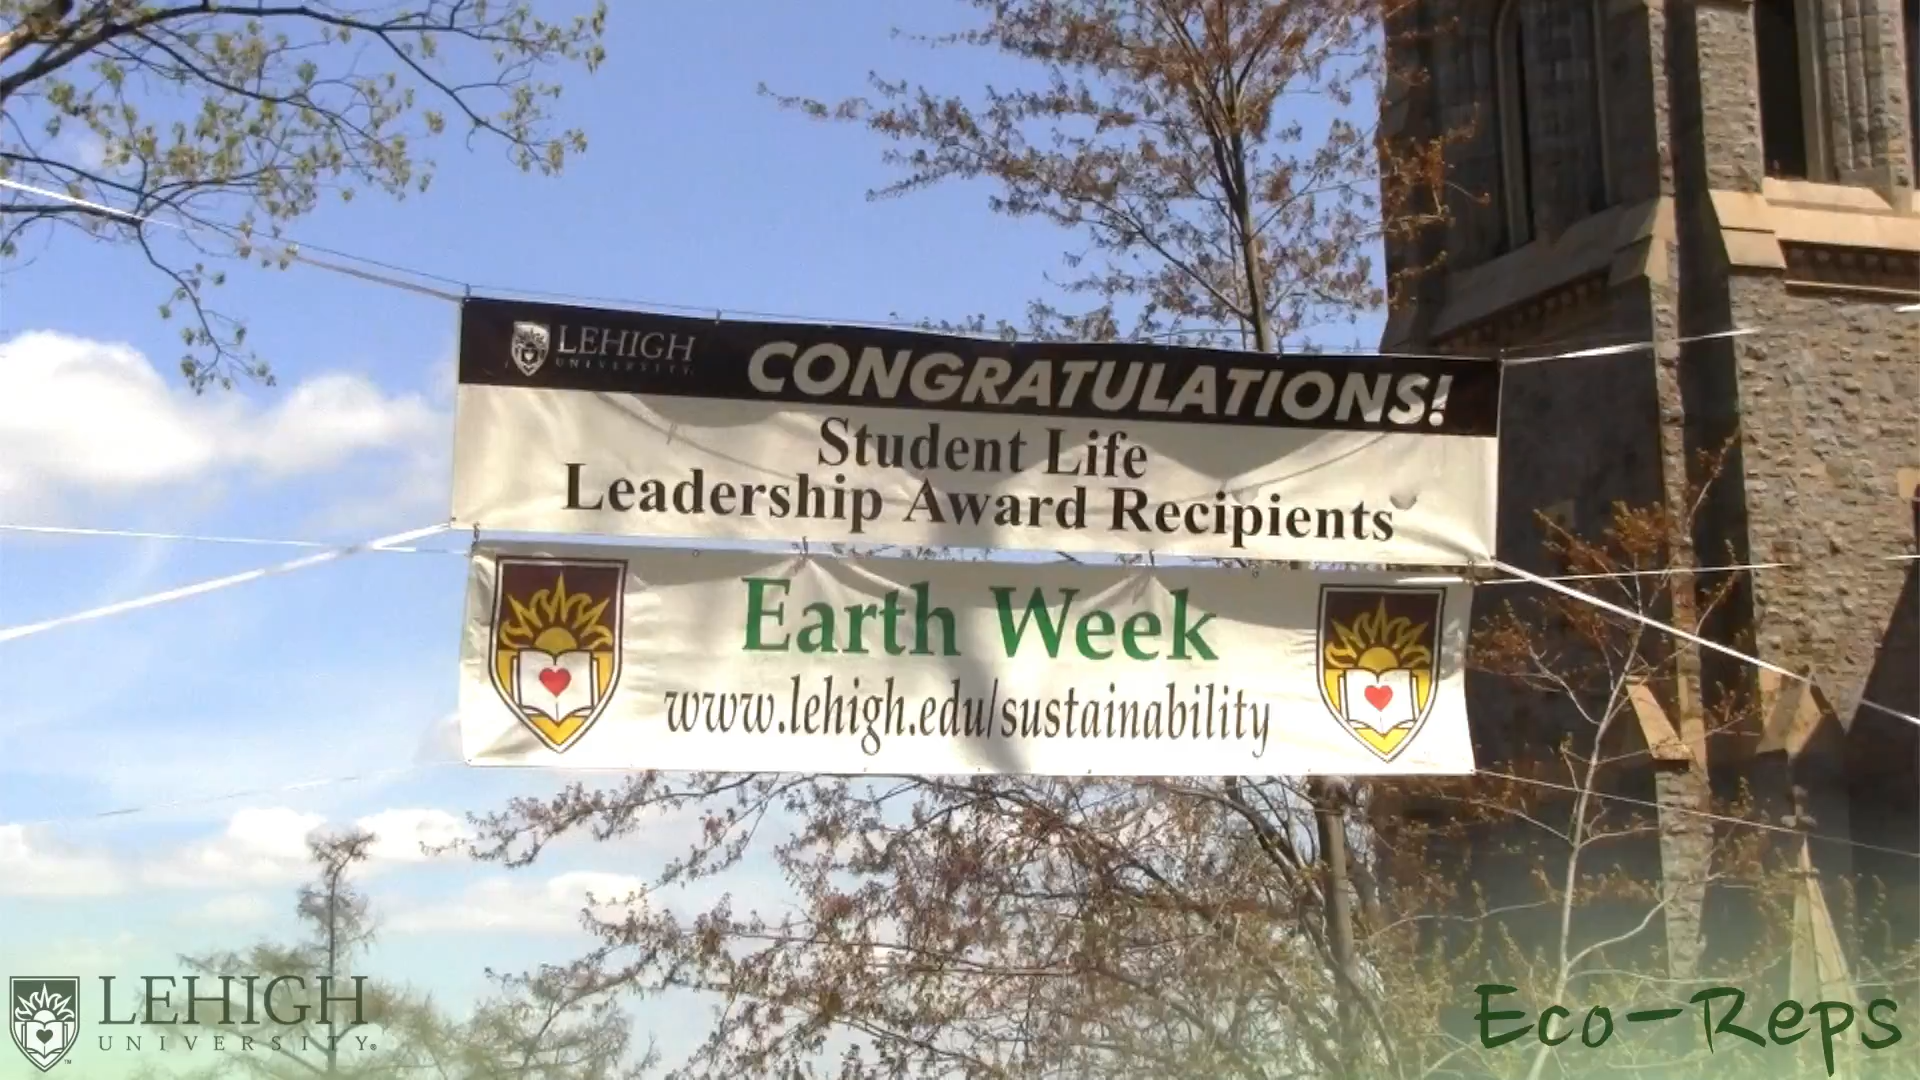 LEHIGH
UNIVERSITY.
CONGRATULATIONS!
Student Life
Leadership Award Recipients
Earth Week
www.lehigh.edu/sustainability
LEHIGH
UNIVERSITY®
Eco-Reps